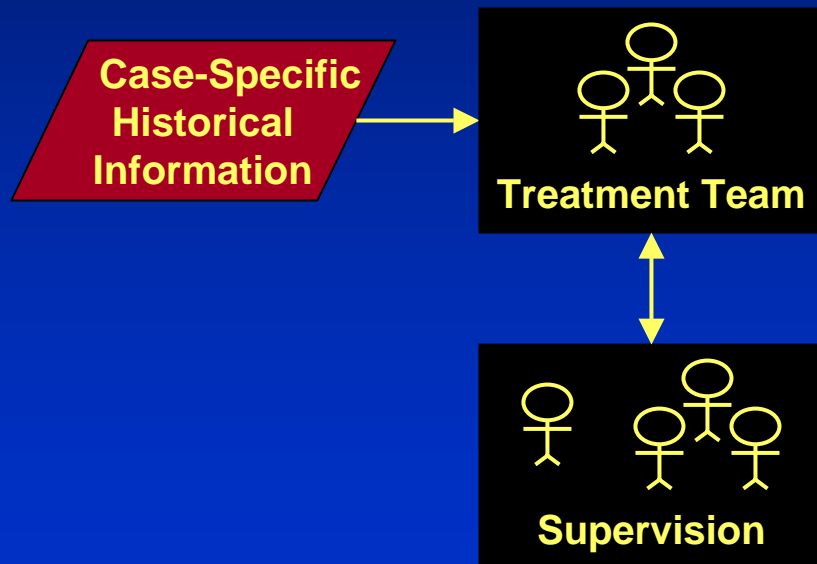 Case-Specific
Historical
Information
Treatment Team
Supervision